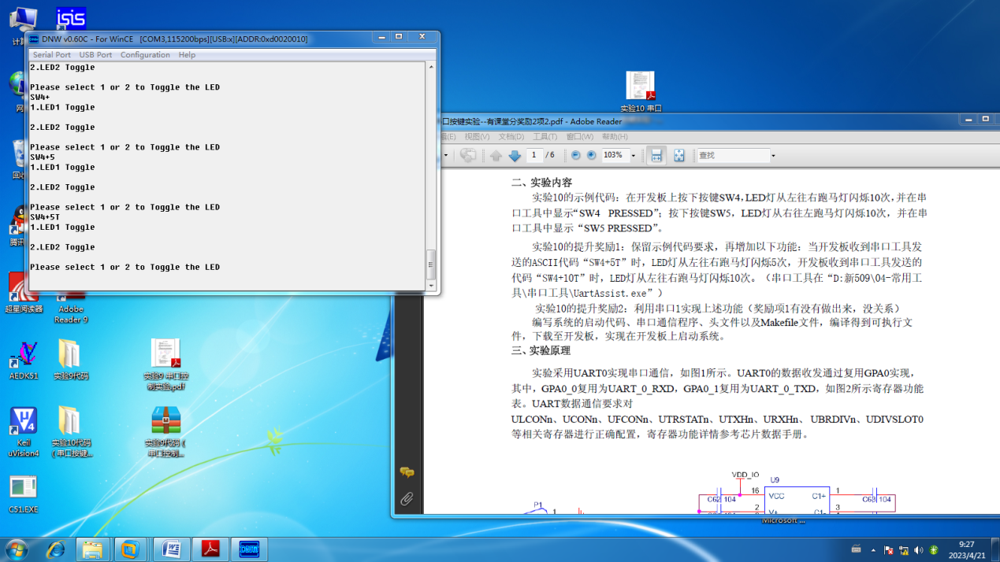 isis
DNW v0.60C - For WinCE [COM3,115200bps][USB:x][ADDR:0xd0020010]
Serial Port USB Port Configuration Help
2.LED2 Toggle
Please select 1 or 2 to Toggle the LED
SW4+
1.LED1 Toggle
2.LED2 Toggle
Please select 1 or 2 to Toggle the LED
SW4+5
1.LED1 Toggle
2.LED2 Toggle
Please select 1 or 2 to Toggle the LED
SW4+5T
1.LED1 Toggle
2.LED2 Toggle
Please select 1 or 2 to Toggle the LED
实验10 串口
口按键实验--有课堂分奖励2项2.pdf - Adobe Reader
视图(V) 文档(D) 工具(T) 窗口(W) 帮助(H)
1 / 6 103% 查找
二、实验内容
实验10的示例代码：在开发板上按下按键SW4，LED灯从左往右跑马灯闪烁10次，并在串
口工具中显示“SW4 PRESSED”；按下按键SW5，LED灯从右往左跑马灯闪烁10次，并在串
口工具中显示“SW5 PRESSED”。
实验10的提升奖励1：保留示例代码要求，再增加以下功能：当开发板收到串口工具发
送的ASCII代码“SW4+5T”时，LED灯从左往右跑马灯闪烁5次，开发板收到串口工具发送的
代码“SW4+10T”时，LED灯从左往右跑马灯闪烁10次。（串口工具在“D:新509\04-常用工
具\串口工具\UartAssist.exe”）
实验10的提升奖励2：利用串口1实现上述功能（奖励项1有没有做出来，没关系）
编写系统的启动代码、串口通信程序、头文件以及Makefile文件，编译得到可执行文
件，下载至开发板，实现在开发板上启动系统。
三、实验原理
实验采用UART0实现串口通信，如图1所示。UART0的数据收发通过复用GPA0实现，
其中，GPA0_0复用为UART_0_RXD，GPA0_1复用为UART_0_TXD，如图2所示寄存器功能
表。UART数据通信要求对
ULCONn、UCONn、UFCONn、UTRSTATn、UTXHn、URXHn、UBRDIVn、UDIVSLOT0
等相关寄存器进行正确配置，寄存器功能详情参考芯片数据手册。
VDD_IO
U9
C62 104 16 VCC C1+ 1 C63 104
P1 1 2 V+ C1- 3
Microsoft ...
超星阅读器
Adobe
Reader 9
AEDK51
实验9代码
实验9 串口控
制实验.pdf
Keil
uVision4
实验10代码
(串口按键...
实验9代码 (
串口控制...
C51.EXE
9:27
2023/4/21